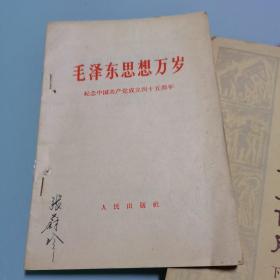 毛泽东思想万岁
纪念中国共产党成立四十五周年
人民出版社